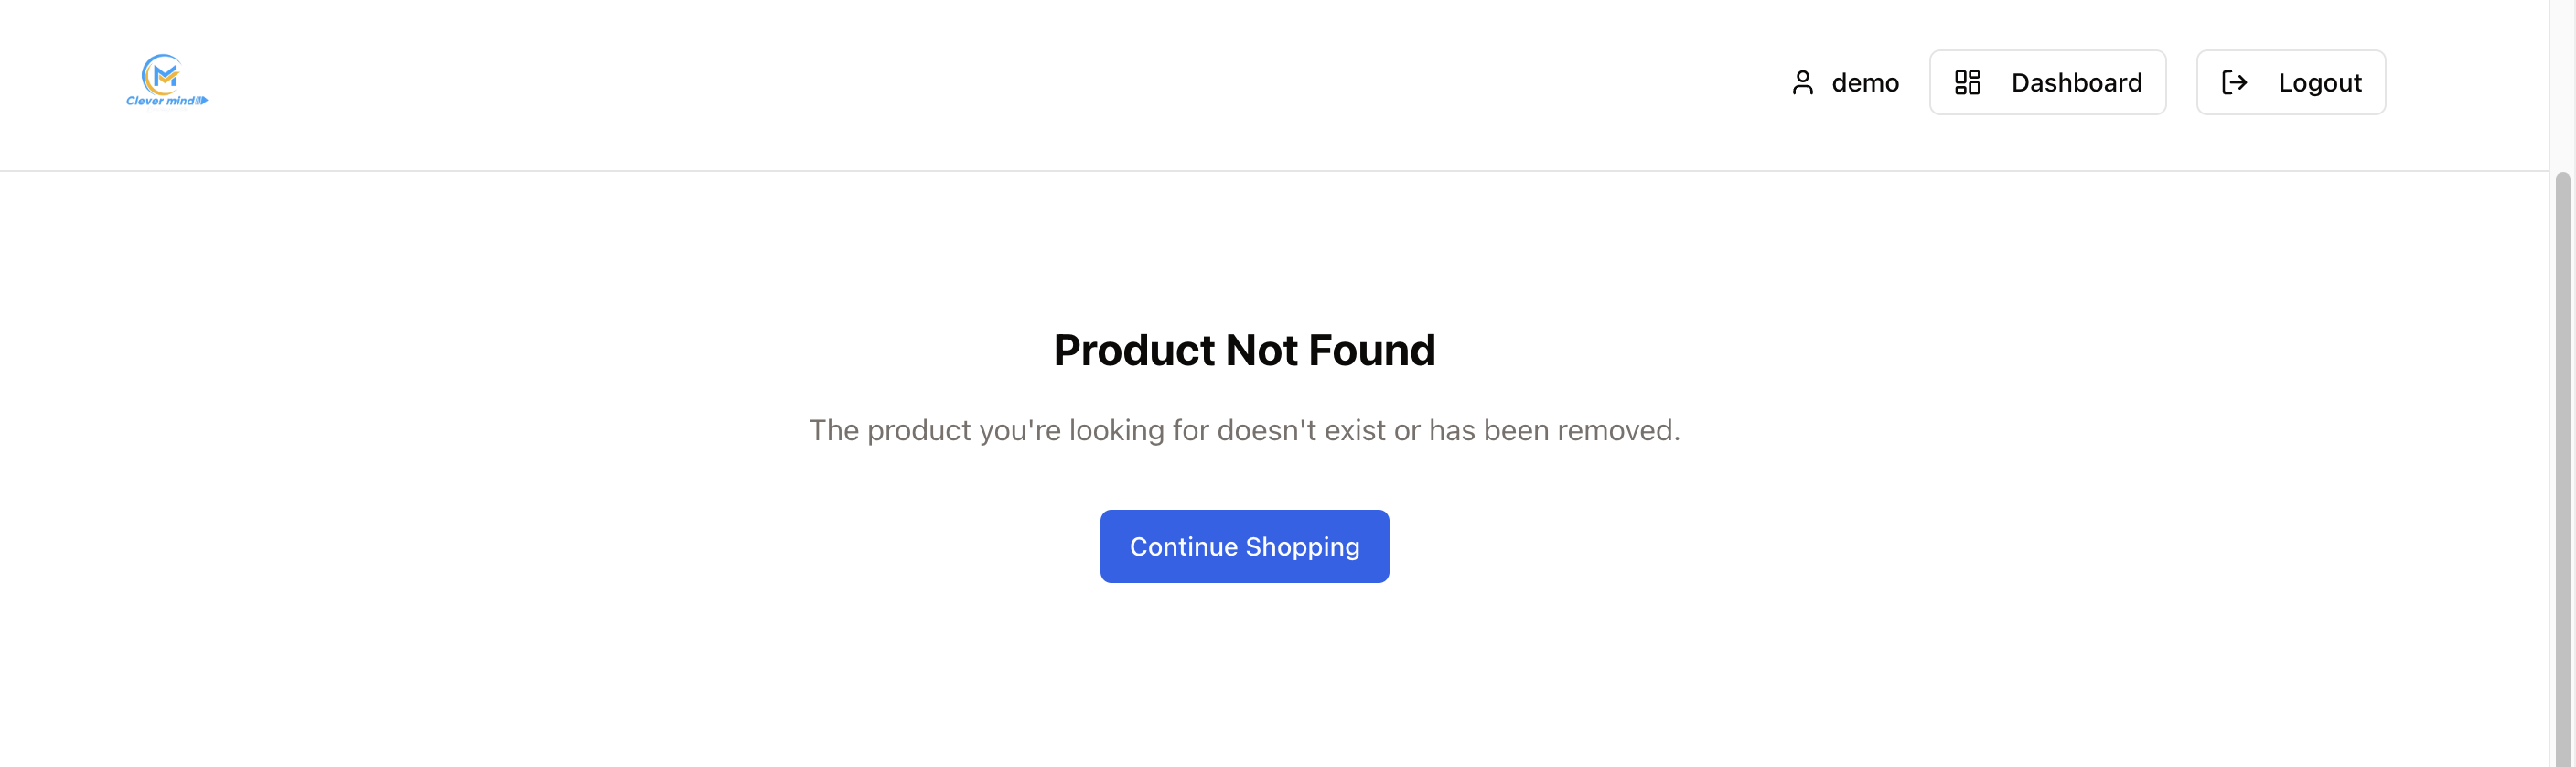 Clever mind
demo
Dashboard
Logout
Product Not Found
The product you're looking for doesn't exist or has been removed.
Continue Shopping